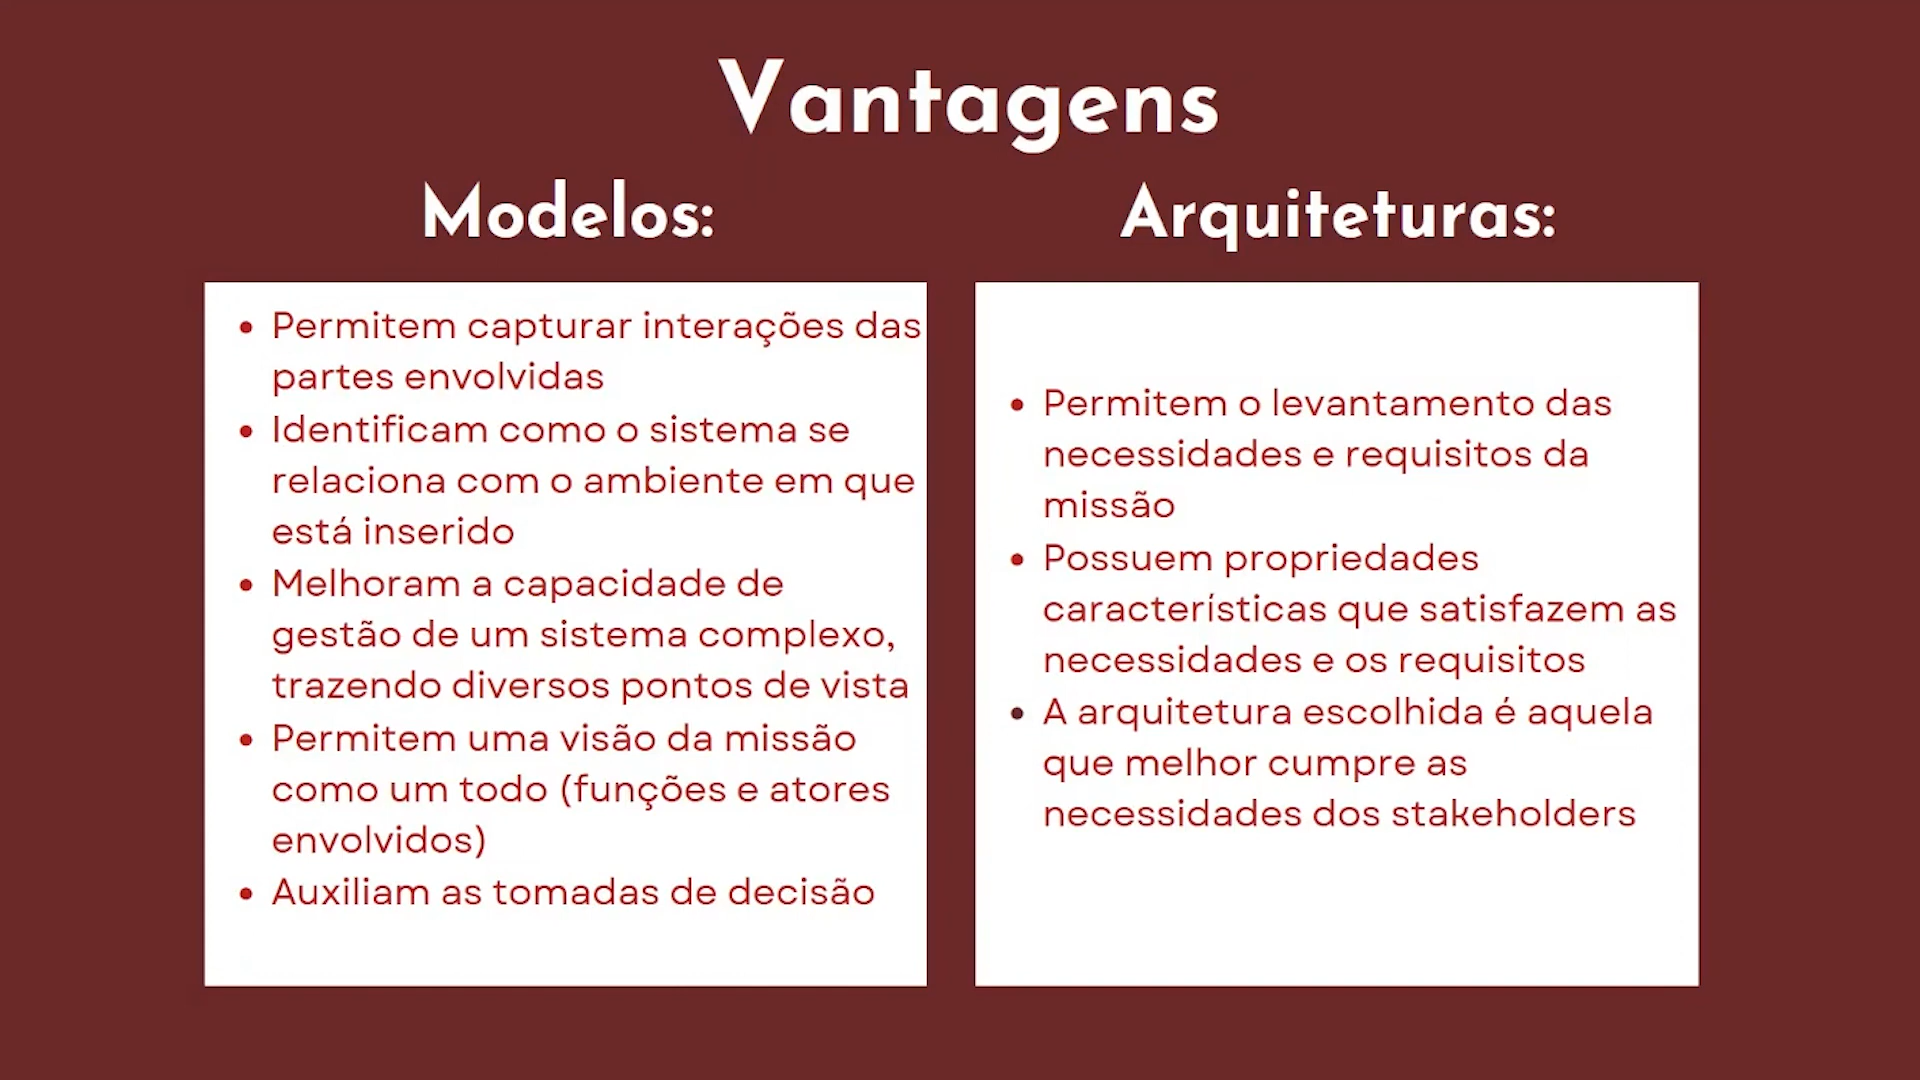 Vantagens
Modelos:
• Permitem capturar interações das
partes envolvidas
• Identificam como o sistema se
relaciona com o ambiente em que
está inserido
• Melhoram a capacidade de
gestão de um sistema complexo,
trazendo diversos pontos de vista
• Permitem uma visão da missão
como um todo (funções e atores
envolvidos)
• Auxiliam as tomadas de decisão
Arquiteturas:
• Permitem o levantamento das
necessidades e requisitos da
missão
• Possuem propriedades
características que satisfazem as
necessidades e os requisitos
• A arquitetura escolhida é aquela
que melhor cumpre as
necessidades dos stakeholders